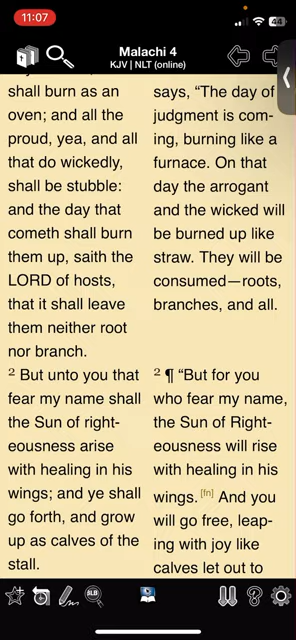 11:07
44
Malachi 4
KJV | NLT (online)
shall burn as an
oven; and all the
proud, yea, and all
that do wickedly,
shall be stubble:
and the day that
cometh shall burn
them up, saith the
LORD of hosts,
that it shall leave
them neither root
nor branch.
2 But unto you that
fear my name shall
the Sun of right-
eousness arise
with healing in his
wings; and ye shall
go forth, and grow
up as calves of the
stall.
says, “The day of
judgment is com-
ing, burning like a
furnace. On that
day the arrogant
and the wicked will
be burned up like
straw. They will be
consumed—roots,
branches, and all.
2 ¶ “But for you
who fear my name,
the Sun of Right-
eousness will rise
with healing in his
wings. [fn] And you
will go free, leap-
ing with joy like
calves let out to
BLB